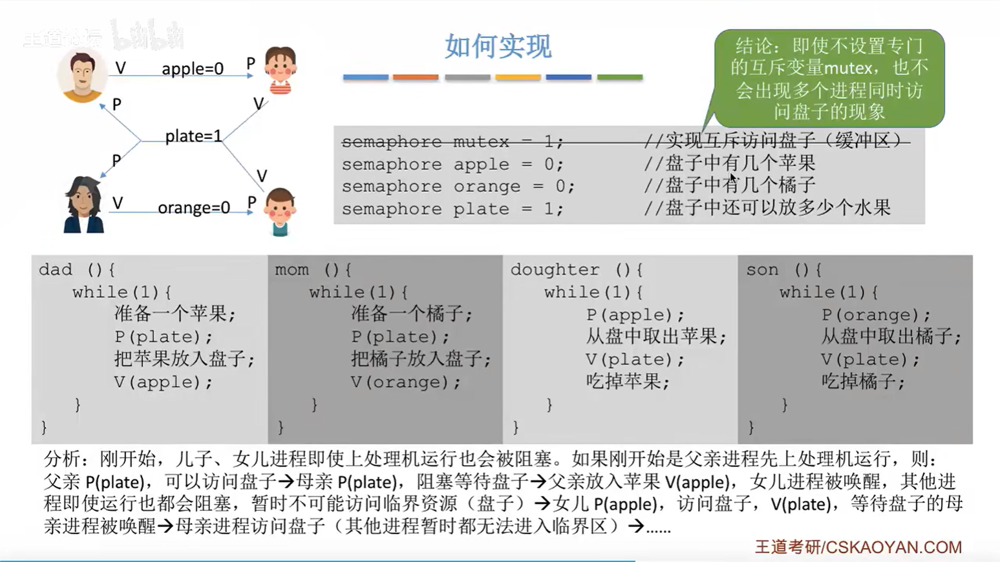 王道论坛 bilibili
如何实现
结论：即使不设置专门
的互斥变量mutex，也不
会出现多个进程同时访
问盘子的现象
V apple=0 P
P V
plate=1
P V
V orange=0 P
semaphore mutex = 1; //实现互斥访问盘子（缓冲区）
semaphore apple = 0; //盘子中有几个苹果
semaphore orange = 0; //盘子中有几个橘子
semaphore plate = 1; //盘子中还可以放多少个水果
dad (){
while(1){
准备一个苹果;
P(plate);
把苹果放入盘子;
V(apple);
}
}
mom (){
while(1){
准备一个橘子;
P(plate);
把橘子放入盘子;
V(orange);
}
}
doughter (){
while(1){
P(apple);
从盘中取出苹果;
V(plate);
吃掉苹果;
}
}
son (){
while(1){
P(orange);
从盘中取出橘子;
V(plate);
吃掉橘子;
}
}
分析：刚开始，儿子、女儿进程即使上处理机运行也会被阻塞。如果刚开始是父亲进程先上处理机运行，则：
父亲 P(plate)，可以访问盘子→母亲 P(plate)，阻塞等待盘子→父亲放入苹果 V(apple)，女儿进程被唤醒，其他进
程即使运行也都会阻塞，暂时不可能访问临界资源（盘子）→女儿 P(apple)，访问盘子，V(plate)，等待盘子的母
亲进程被唤醒→母亲进程访问盘子（其他进程暂时都无法进入临界区）→......
王道考研/CSKAOYAN.COM